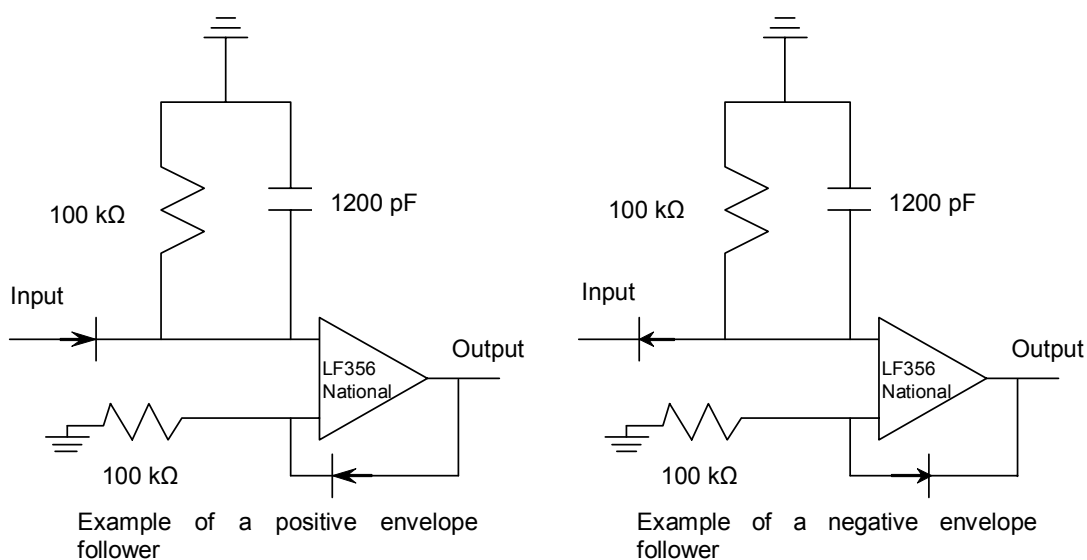 100 kΩ
1200 pF
Input
LF356
National
Output
100 kΩ
Example of a positive envelope
follower
100 kΩ
1200 pF
Input
LF356
National
Output
100 kΩ
Example of a negative envelope
follower